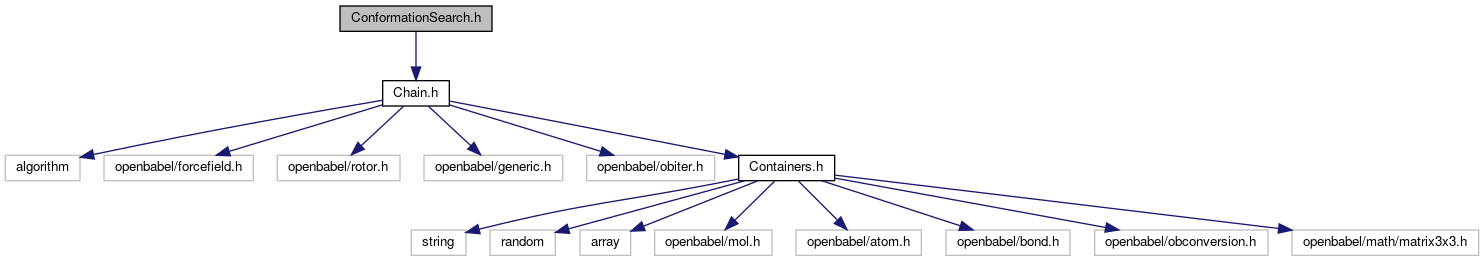 ConformationSearch.h
Chain.h
algorithm
openbabel/forcefield.h
openbabel/rotor.h
openbabel/generic.h
openbabel/obiter.h
Containers.h
string
random
array
openbabel/mol.h
openbabel/atom.h
openbabel/bond.h
openbabel/obconversion.h
openbabel/math/matrix3x3.h